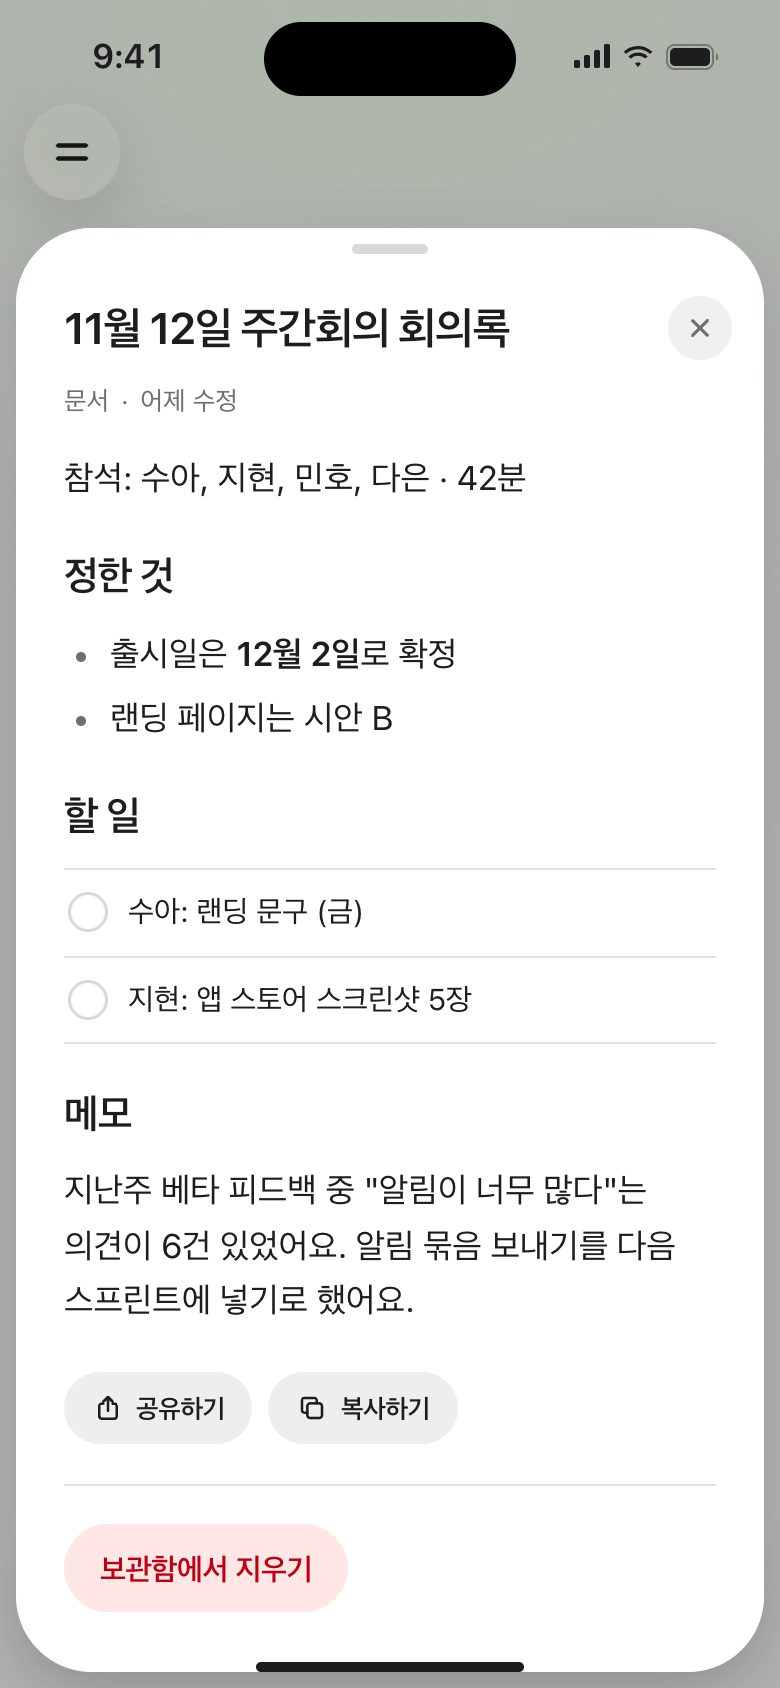 9:41
11월 12일 주간회의 회의록
문서 · 어제 수정
참석: 수아, 지현, 민호, 다은 · 42분
정한 것
• 출시일은 12월 2일로 확정
• 랜딩 페이지는 시안 B
할 일
수아: 랜딩 문구 (금)
지현: 앱 스토어 스크린샷 5장
메모
지난주 베타 피드백 중 "알림이 너무 많다"는
의견이 6건 있었어요. 알림 묶음 보내기를 다음
스프린트에 넣기로 했어요.
공유하기
복사하기
보관함에서 지우기